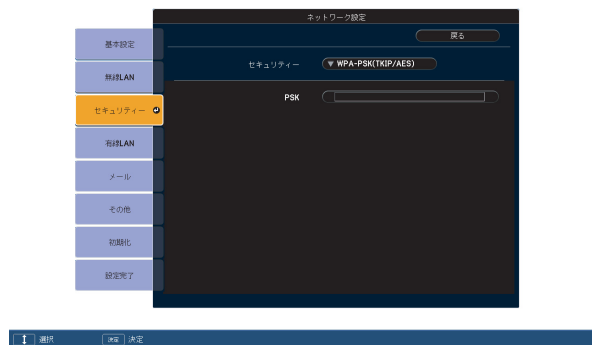 ネットワーク設定
戻る
基本設定
無線LAN
セキュリティー
有線LAN
メール
その他
初期化
設定完了
セキュリティー ▼ WPA-PSK(TKIP/AES)
PSK
選択 決定 決定